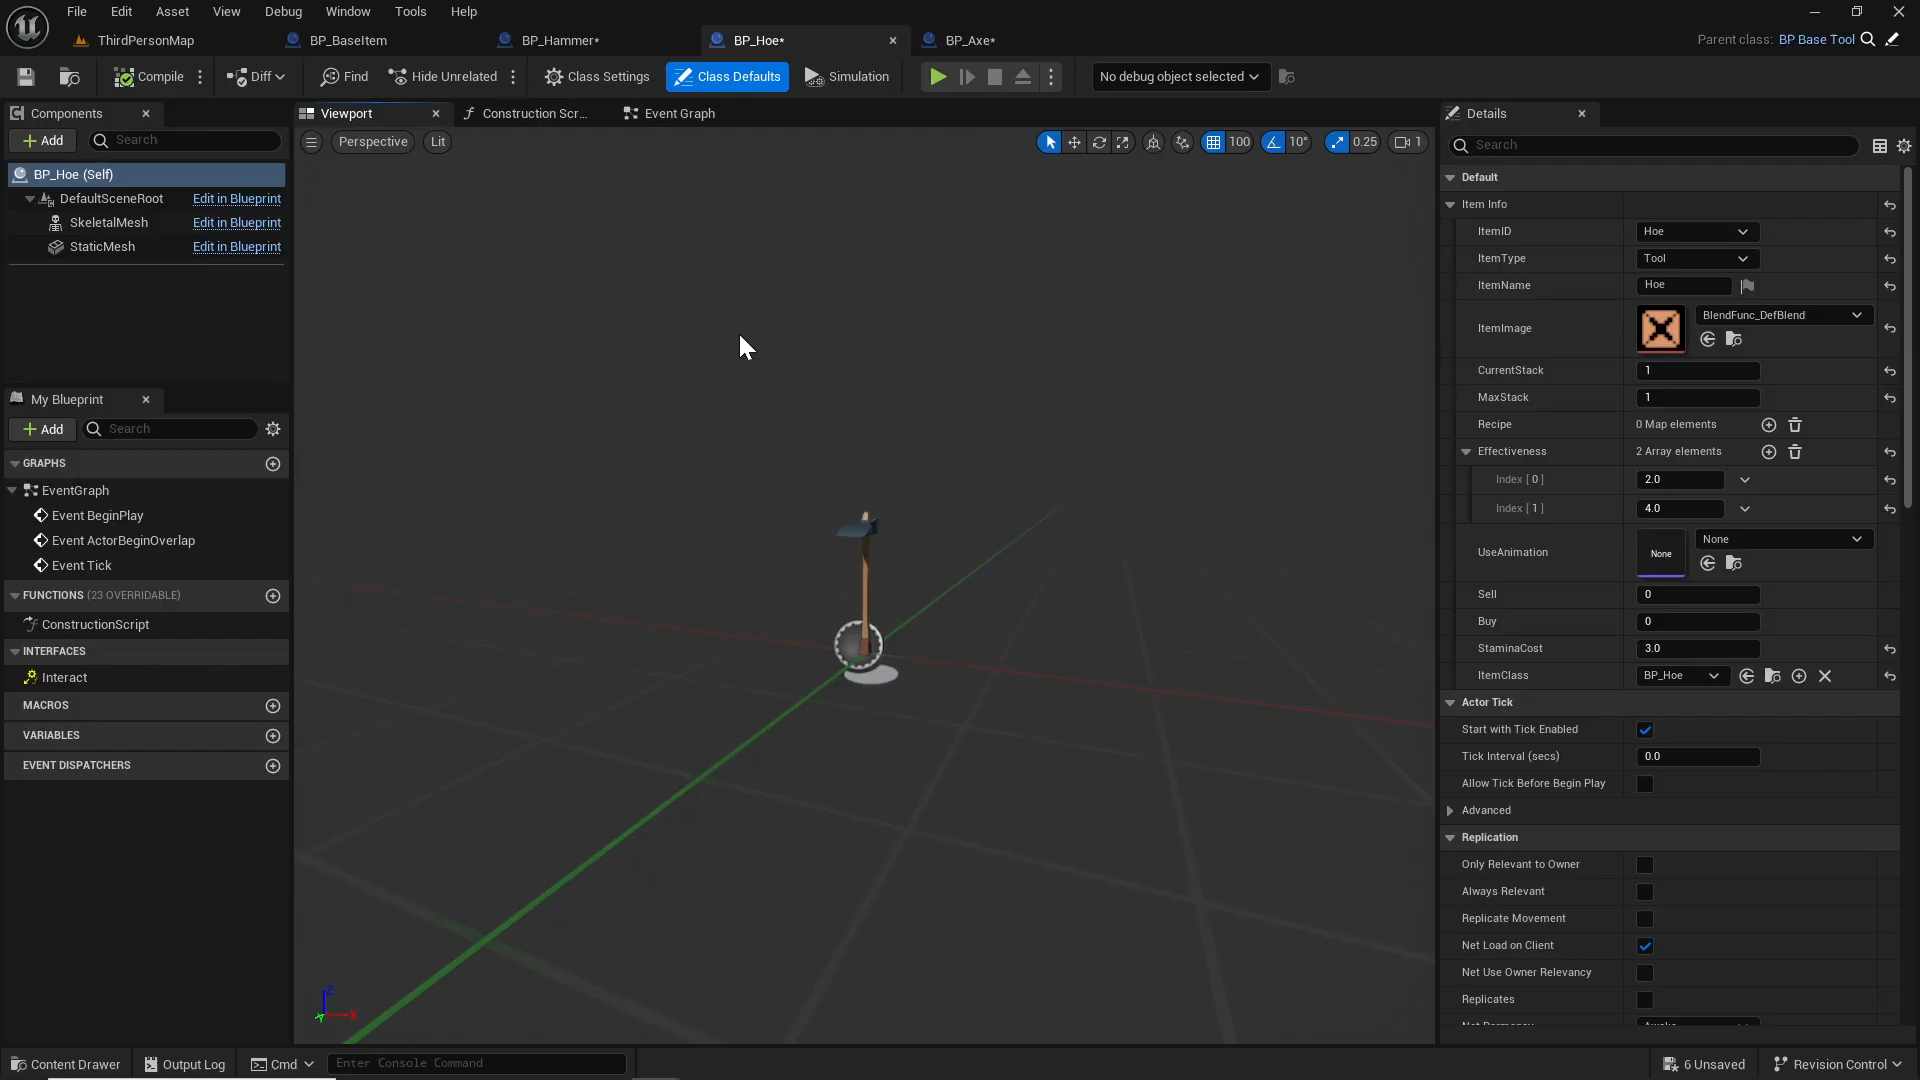 File Edit Asset View Debug Window Tools Help
ThirdPersonMap BP_BaseItem BP_Hammer* BP_Hoe* BP_Axe* Parent class: BP Base Tool
Compile Diff Find Hide Unrelated Class Settings Class Defaults Simulation No debug object selected
Components
Add Search
BP_Hoe (Self)
DefaultSceneRoot Edit in Blueprint
SkeletalMesh Edit in Blueprint
StaticMesh Edit in Blueprint
My Blueprint
Add Search
GRAPHS
EventGraph
Event BeginPlay
Event ActorBeginOverlap
Event Tick
FUNCTIONS (23 OVERRIDABLE)
ConstructionScript
INTERFACES
Interact
MACROS
VARIABLES
EVENT DISPATCHERS
Viewport Construction Scr... Event Graph
Perspective Lit 100 10° 0.25 1
Z
X
Y
Details
Search
Default
Item Info
ItemID Hoe
ItemType Tool
ItemName Hoe
ItemImage BlendFunc_DefBlend
CurrentStack 1
MaxStack 1
Recipe 0 Map elements
Effectiveness 2 Array elements
Index [ 0 ] 2.0
Index [ 1 ] 4.0
UseAnimation None None
Sell 0
Buy 0
StaminaCost 3.0
ItemClass BP_Hoe
Actor Tick
Start with Tick Enabled
Tick Interval (secs) 0.0
Allow Tick Before Begin Play
Advanced
Replication
Only Relevant to Owner
Always Relevant
Replicate Movement
Net Load on Client
Net Use Owner Relevancy
Replicates
Content Drawer Output Log Cmd Enter Console Command 6 Unsaved Revision Control